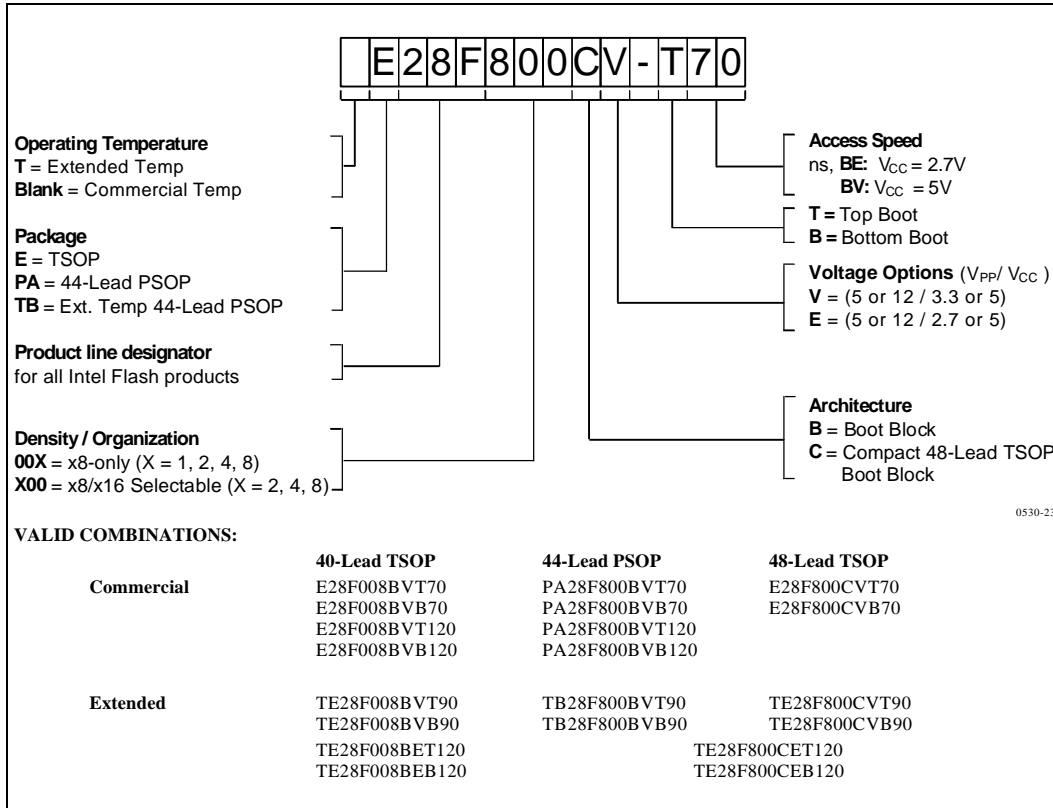 E28F800CV-T70
Operating Temperature
T = Extended Temp
Blank = Commercial Temp
Package
E = TSOP
PA = 44-Lead PSOP
TB = Ext. Temp 44-Lead PSOP
Product line designator
for all Intel Flash products
Density / Organization
00X = x8-only (X = 1, 2, 4, 8)
X00 = x8/x16 Selectable (X = 2, 4, 8)
Access Speed
ns, BE: VCC = 2.7V
BV: VCC = 5V
T = Top Boot
B = Bottom Boot
Voltage Options (VPP/ VCC )
V = (5 or 12 / 3.3 or 5)
E = (5 or 12 / 2.7 or 5)
Architecture
B = Boot Block
C = Compact 48-Lead TSOP
Boot Block
0530-23
VALID COMBINATIONS:
40-Lead TSOP 44-Lead PSOP 48-Lead TSOP
Commercial E28F008BVT70 PA28F800BVT70 E28F800CVT70
E28F008BVB70 PA28F800BVB70 E28F800CVB70
E28F008BVT120 PA28F800BVT120
E28F008BVB120 PA28F800BVB120
Extended TE28F008BVT90 TB28F800BVT90 TE28F800CVT90
TE28F008BVB90 TB28F800BVB90 TE28F800CVB90
TE28F008BET120 TE28F800CET120
TE28F008BEB120 TE28F800CEB120